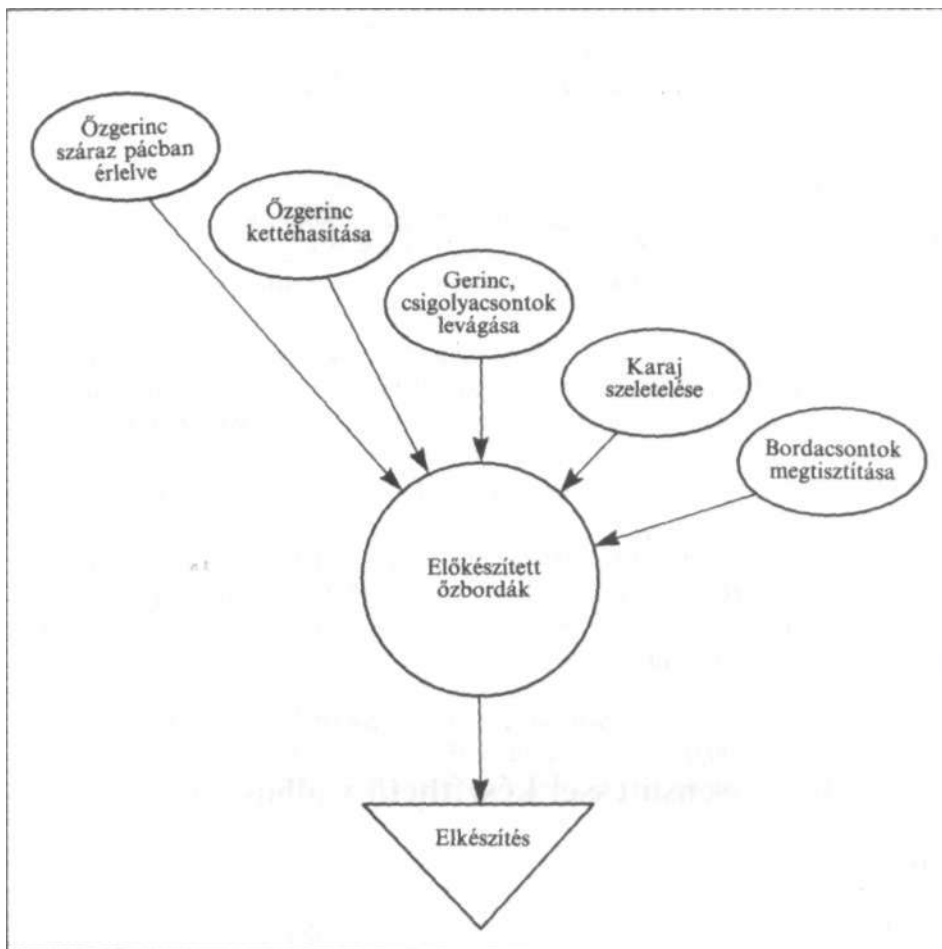 Őzgerinc
száraz pácban
érlelve
Őzgerinc
kettéhasítása
Gerinc,
csigolyacsontok
levágása
Karaj
szeletelése
Bordacsontok
megtisztítása
Előkészített
őzbordák
Elkészítés